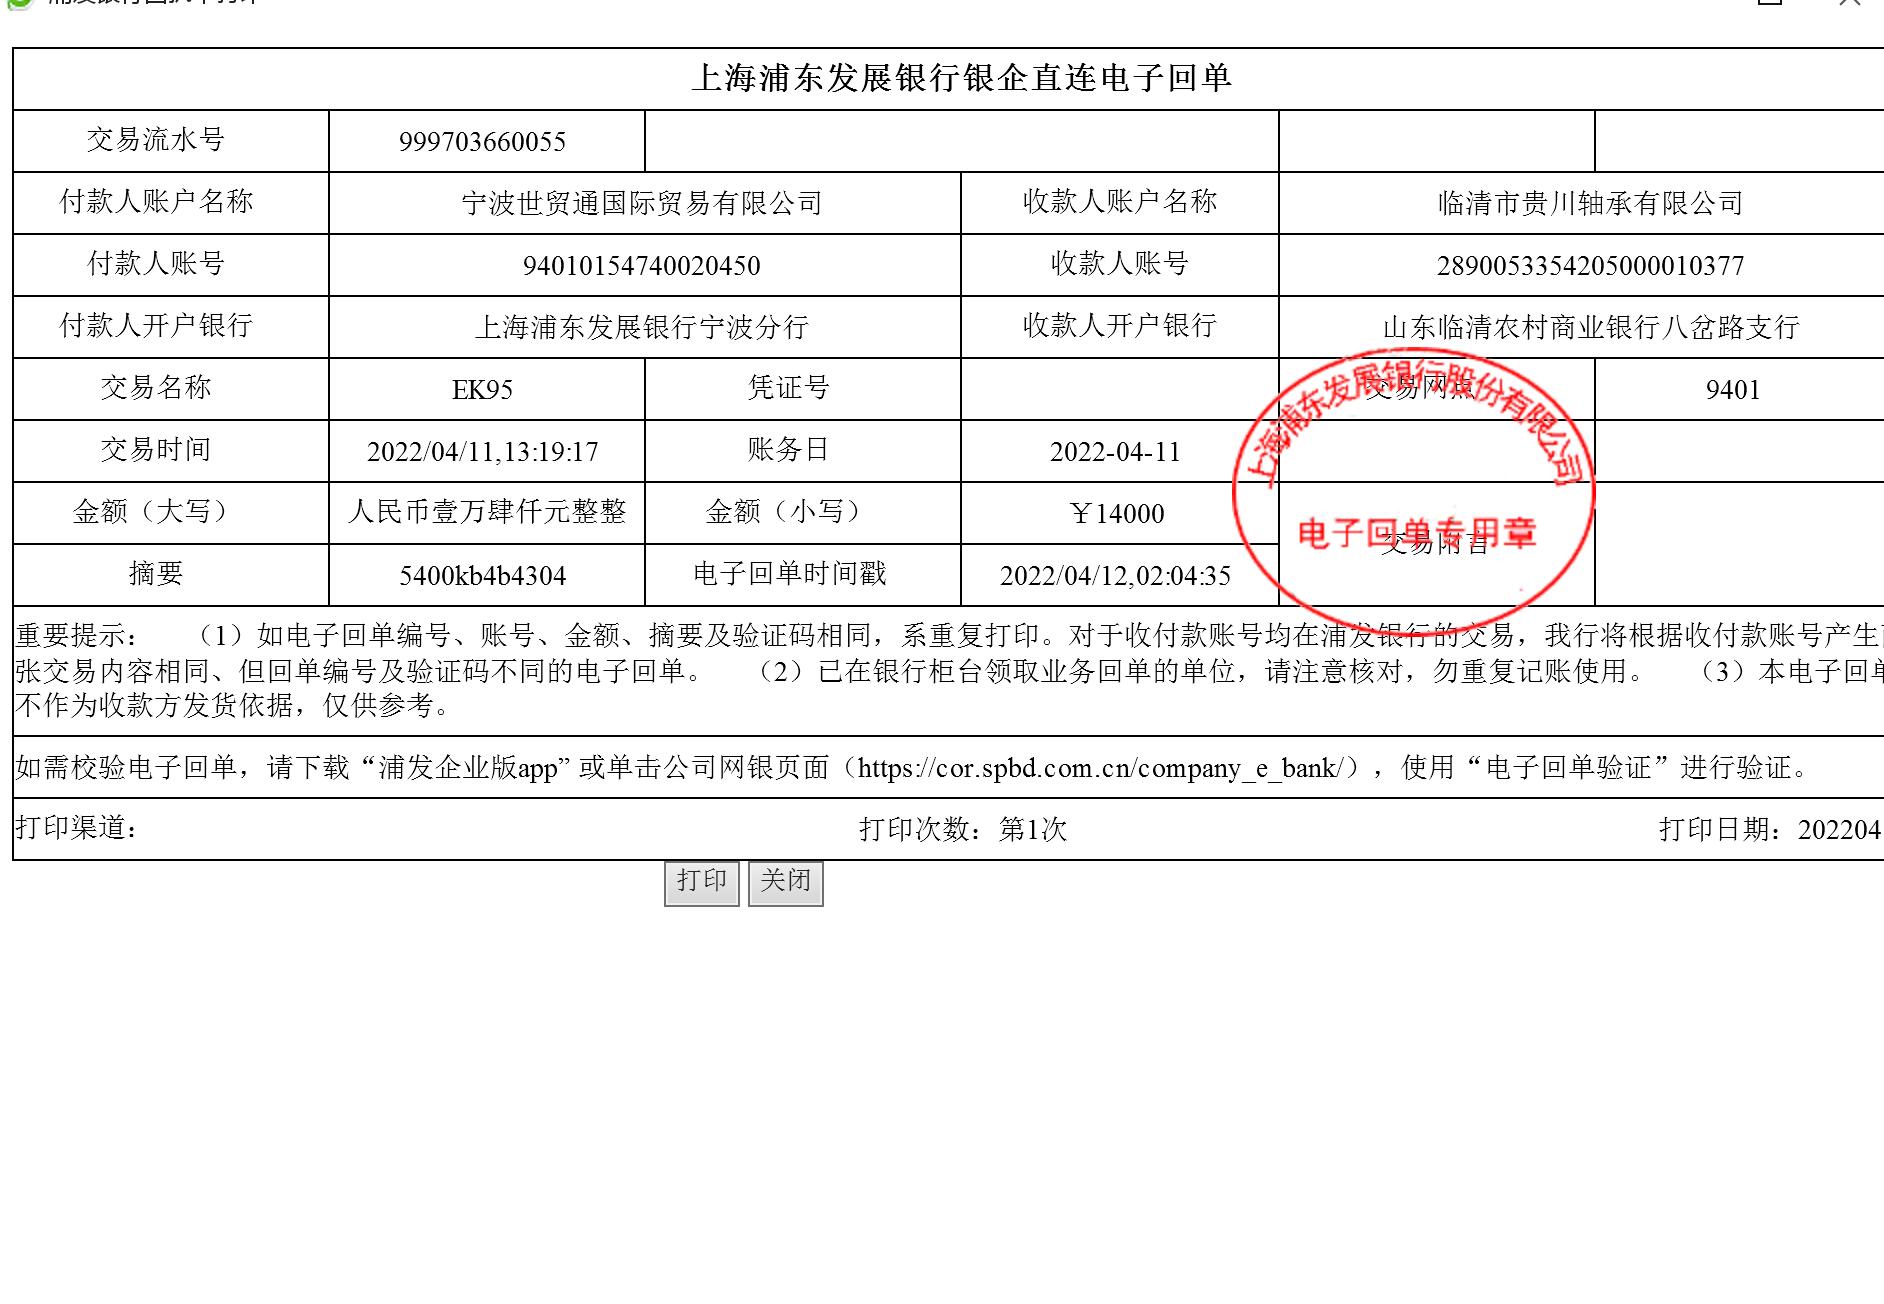 上海浦东发展银行银企直连电子回单
交易流水号 999703660055
付款人账户名称 宁波世贸通国际贸易有限公司 收款人账户名称 临清市贵川轴承有限公司
付款人账号 94010154740020450 收款人账号 2890053354205000010377
付款人开户银行 上海浦东发展银行宁波分行 收款人开户银行 山东临清农村商业银行八岔路支行
交易名称 EK95 凭证号 交易网点 9401
上海浦东发展银行股份有限公司
交易时间 2022/04/11,13:19:17 账务日 2022-04-11
金额（大写） 人民币壹万肆仟元整整 金额（小写） ￥14000
电子回单专用章
交易附言
摘要 5400kb4b4304 电子回单时间戳 2022/04/12,02:04:35
重要提示： （1）如电子回单编号、账号、金额、摘要及验证码相同，系重复打印。对于收付款账号均在浦发银行的交易，我行将根据收付款账号产生
张交易内容相同、但回单编号及验证码不同的电子回单。 （2）已在银行柜台领取业务回单的单位，请注意核对，勿重复记账使用。 （3）本电子回单
不作为收款方发货依据，仅供参考。
如需校验电子回单，请下载“浦发企业版app” 或单击公司网银页面（https://cor.spbd.com.cn/company_e_bank/），使用“电子回单验证”进行验证。
打印渠道： 打印次数：第1次 打印日期：202204
打印 关闭